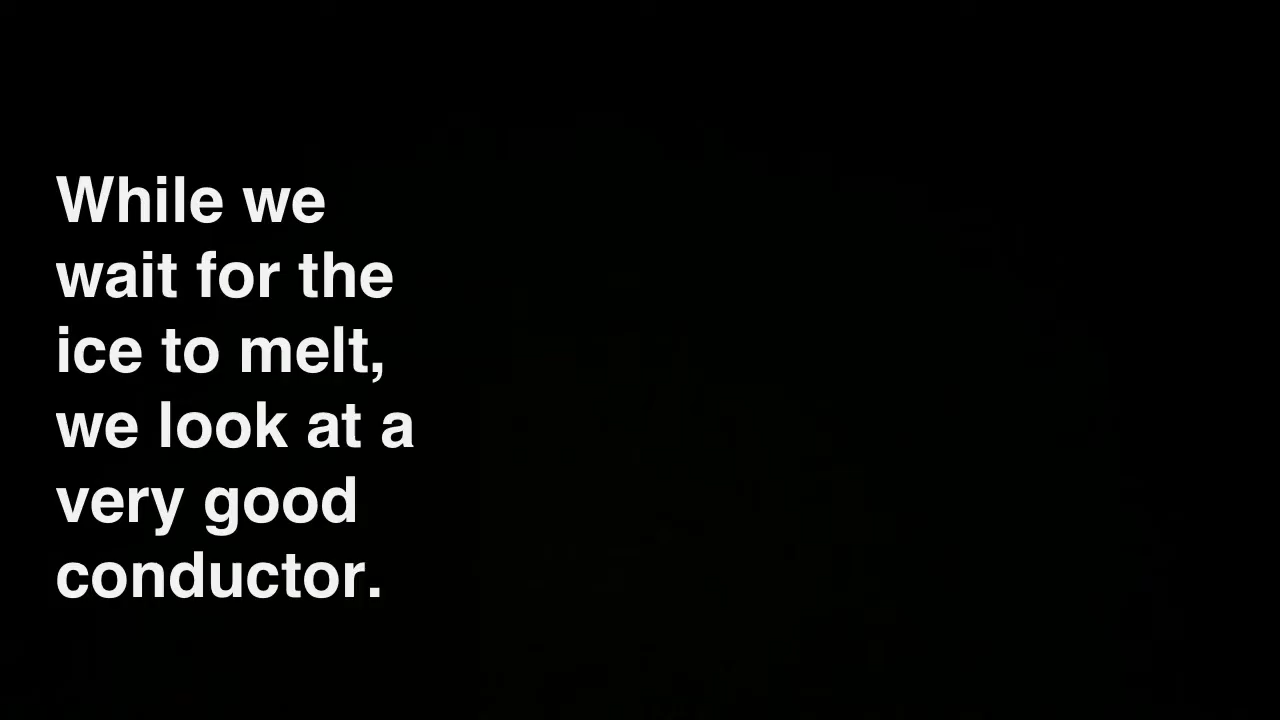 While we
wait for the
ice to melt,
we look at a
very good
conductor.